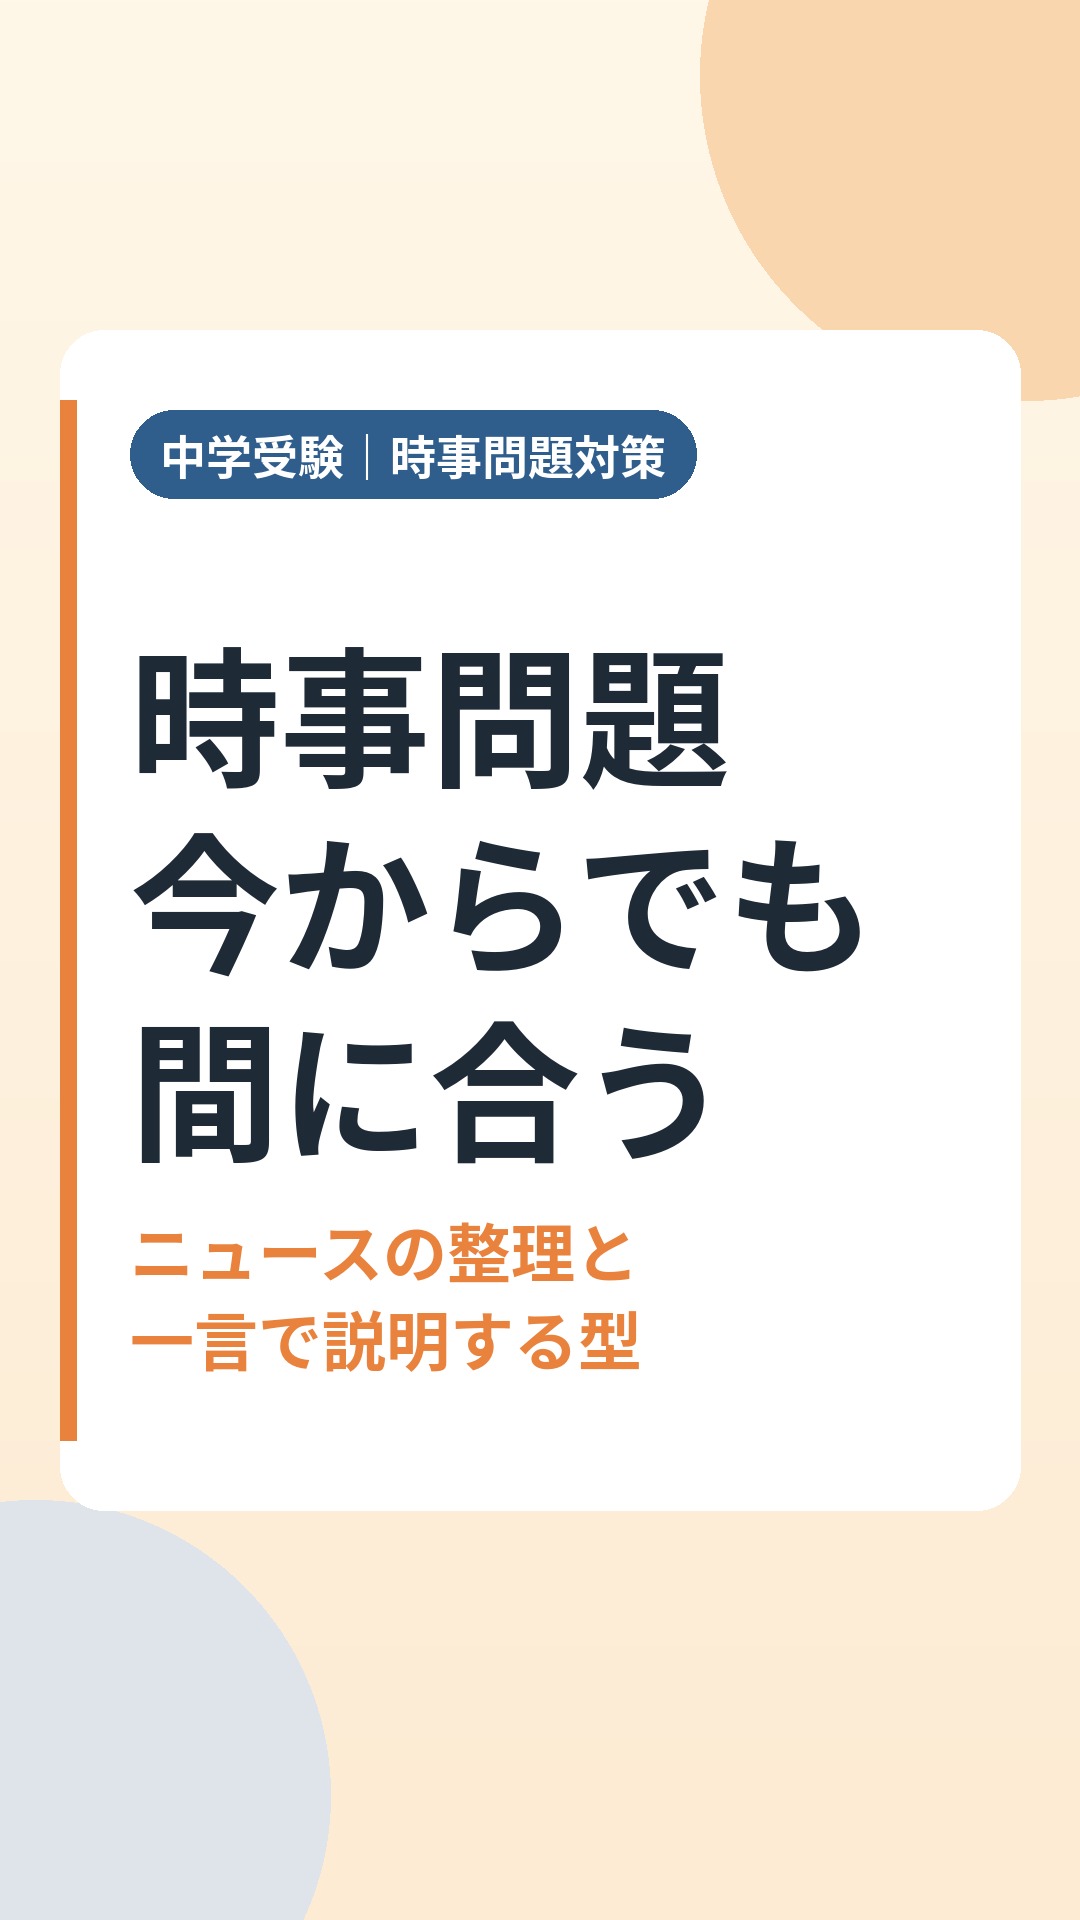 中学受験｜時事問題対策
時事問題
今からでも
間に合う
ニュースの整理と
一言で説明する型